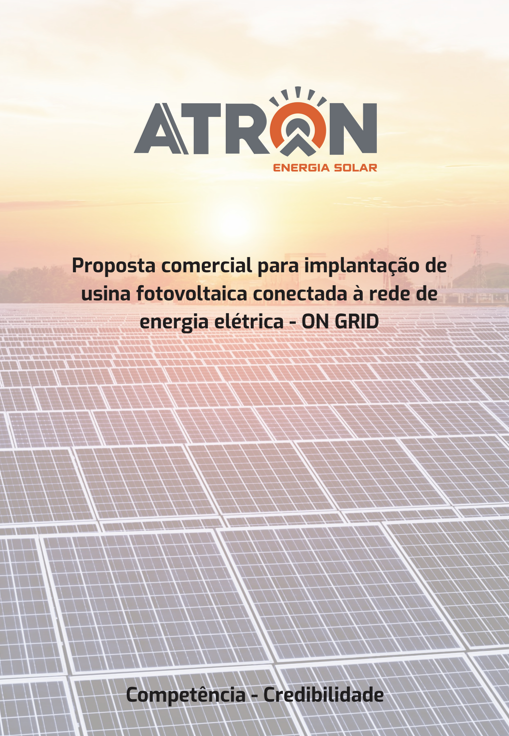 ATRON
ENERGIA SOLAR
Proposta comercial para implantação de
usina fotovoltaica conectada à rede de
energia elétrica - ON GRID
Competência - Credibilidade